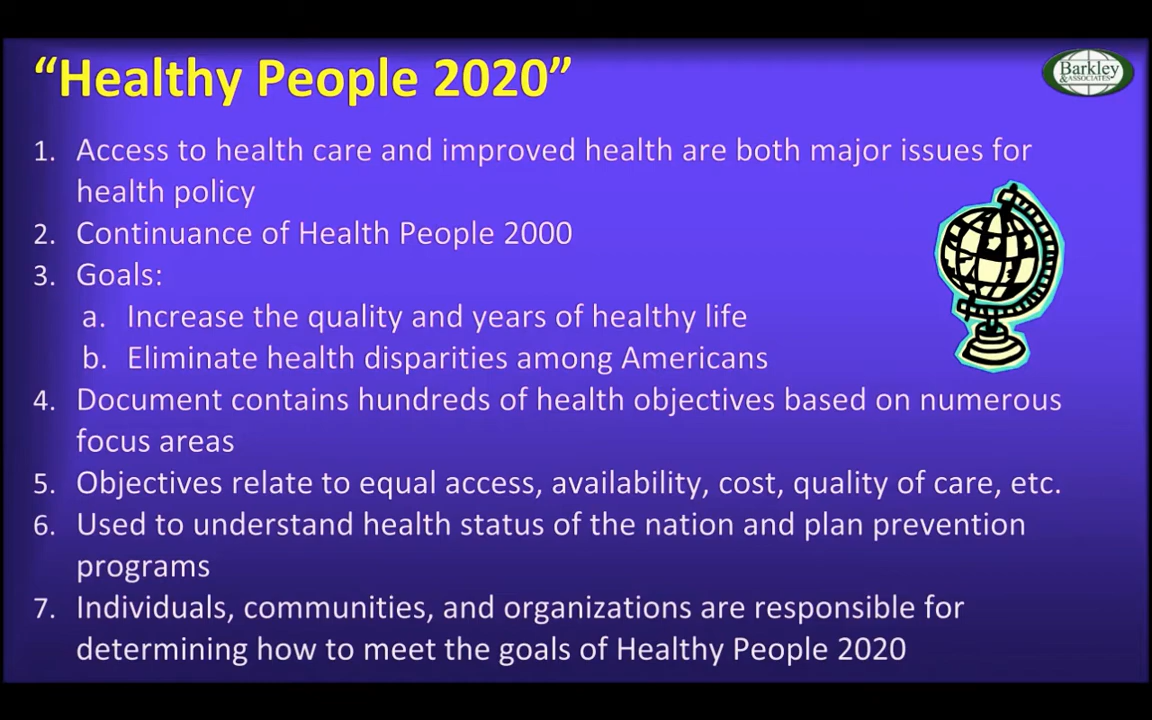 “Healthy People 2020”
Barkley
& ASSOCIATES
1. Access to health care and improved health are both major issues for
health policy
2. Continuance of Health People 2000
3. Goals:
a. Increase the quality and years of healthy life
b. Eliminate health disparities among Americans
4. Document contains hundreds of health objectives based on numerous
focus areas
5. Objectives relate to equal access, availability, cost, quality of care, etc.
6. Used to understand health status of the nation and plan prevention
programs
7. Individuals, communities, and organizations are responsible for
determining how to meet the goals of Healthy People 2020